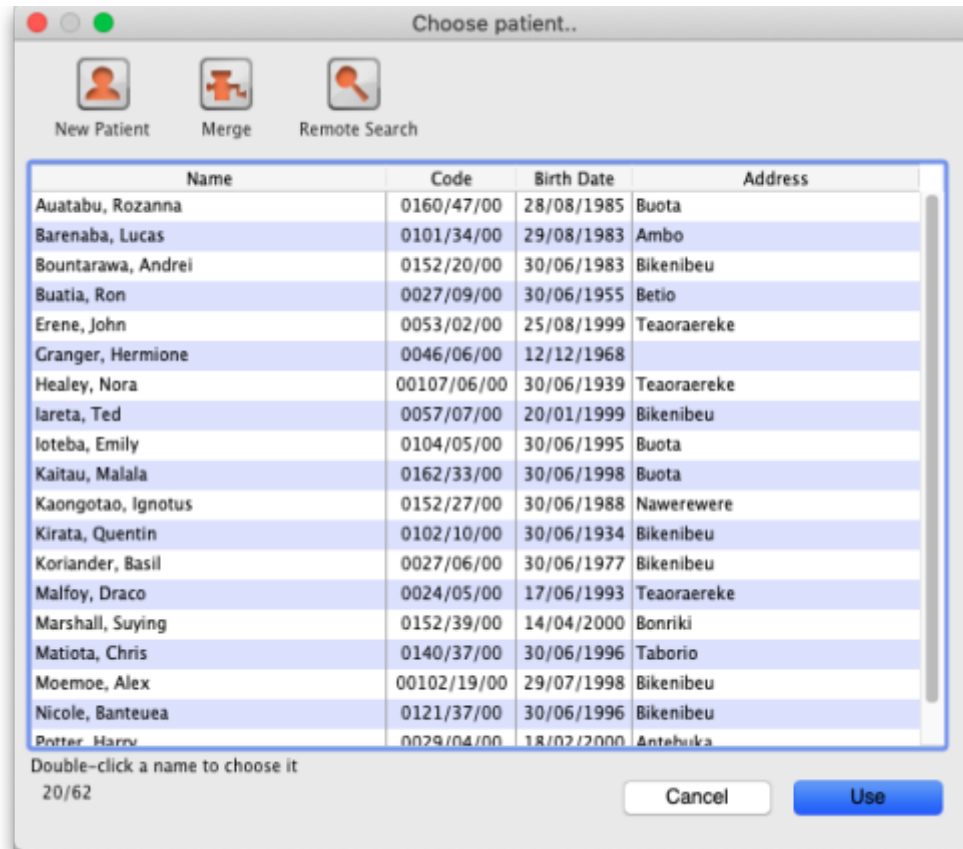 Choose patient..
New Patient Merge Remote Search
Name Code Birth Date Address
Auatabu, Rozanna 0160/47/00 28/08/1985 Buota
Barenaba, Lucas 0101/34/00 29/08/1983 Ambo
Bountarawa, Andrei 0152/20/00 30/06/1983 Bikenibeu
Buatia, Ron 0027/09/00 30/06/1955 Betio
Erene, John 0053/02/00 25/08/1999 Teaoraereke
Granger, Hermione 0046/06/00 12/12/1968
Healey, Nora 00107/06/00 30/06/1939 Teaoraereke
Iareta, Ted 0057/07/00 20/01/1999 Bikenibeu
Ioteba, Emily 0104/05/00 30/06/1995 Buota
Kaitau, Malala 0162/33/00 30/06/1998 Buota
Kaongotao, Ignotus 0152/27/00 30/06/1988 Nawerewere
Kirata, Quentin 0102/10/00 30/06/1934 Bikenibeu
Koriander, Basil 0027/06/00 30/06/1977 Bikenibeu
Malfoy, Draco 0024/05/00 17/06/1993 Teaoraereke
Marshall, Suying 0152/39/00 14/04/2000 Bonriki
Matiota, Chris 0140/37/00 30/06/1996 Taborio
Moemoe, Alex 00102/19/00 29/07/1998 Bikenibeu
Nicole, Banteuea 0121/37/00 30/06/1996 Bikenibeu
Potter, Harry 0029/04/00 18/02/2000 Antebuka
Double-click a name to choose it
20/62
Cancel Use